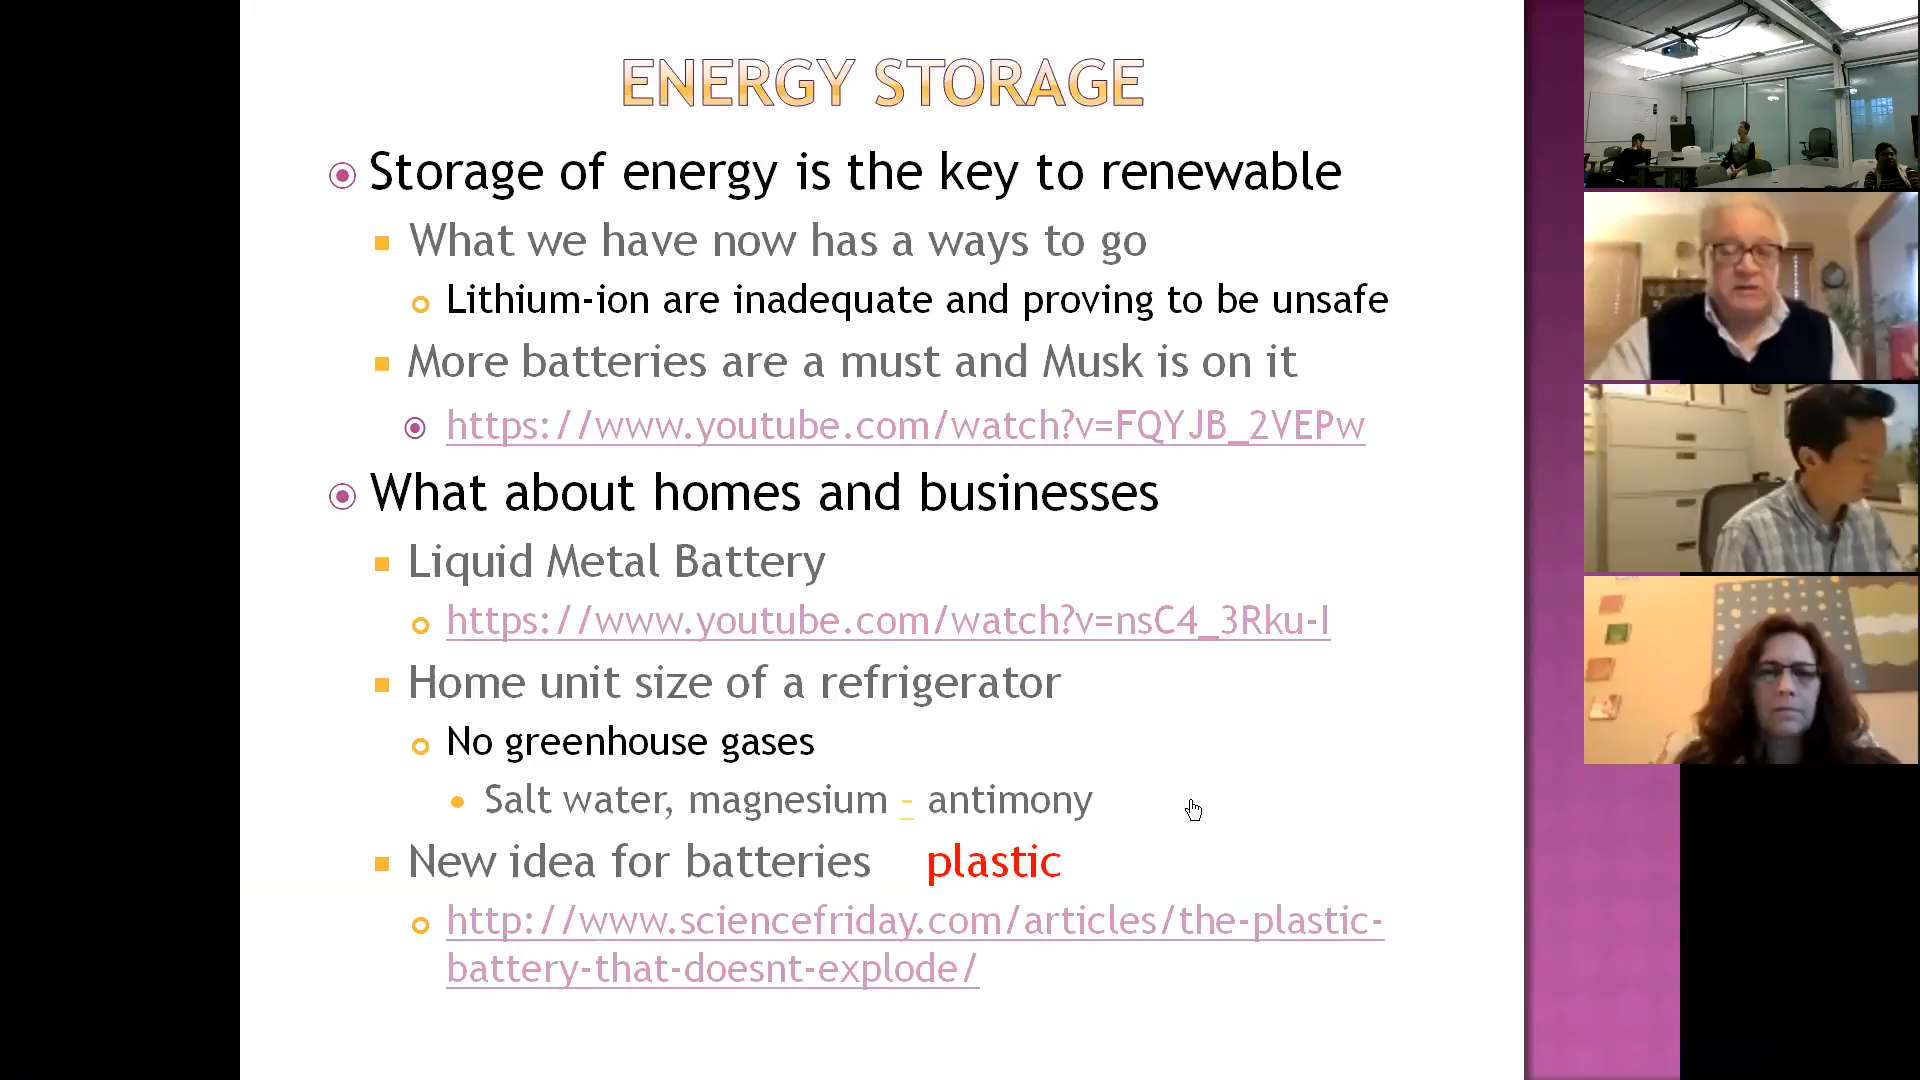 ENERGY STORAGE
Storage of energy is the key to renewable
What we have now has a ways to go
Lithium-ion are inadequate and proving to be unsafe
More batteries are a must and Musk is on it
https://www.youtube.com/watch?v=FQYJB_2VEPw
What about homes and businesses
Liquid Metal Battery
https://www.youtube.com/watch?v=nsC4_3Rku-I
Home unit size of a refrigerator
No greenhouse gases
Salt water, magnesium - antimony
New idea for batteries plastic
http://www.sciencefriday.com/articles/the-plastic-
battery-that-doesnt-explode/